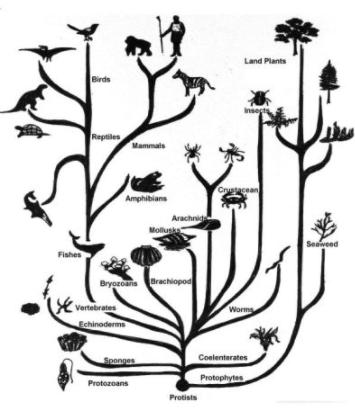 Land Plants
Birds
Insects
Reptiles
Mammals
Crustacean
Amphibians
Arachnids
Mollusks
Seaweed
Fishes
Bryozoans
Brachiopod
Vertebrates
Worms
Echinoderms
Sponges
Coelenterates
Protozoans
Protophytes
Protists